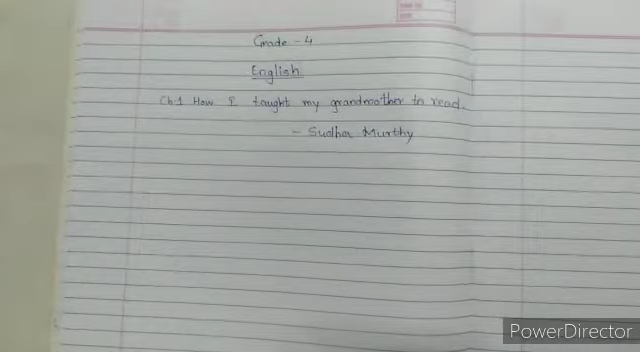 Grade - 4
English
Ch.1 How I taught my grandmother to read.
- Sudha Murthy
PowerDirector